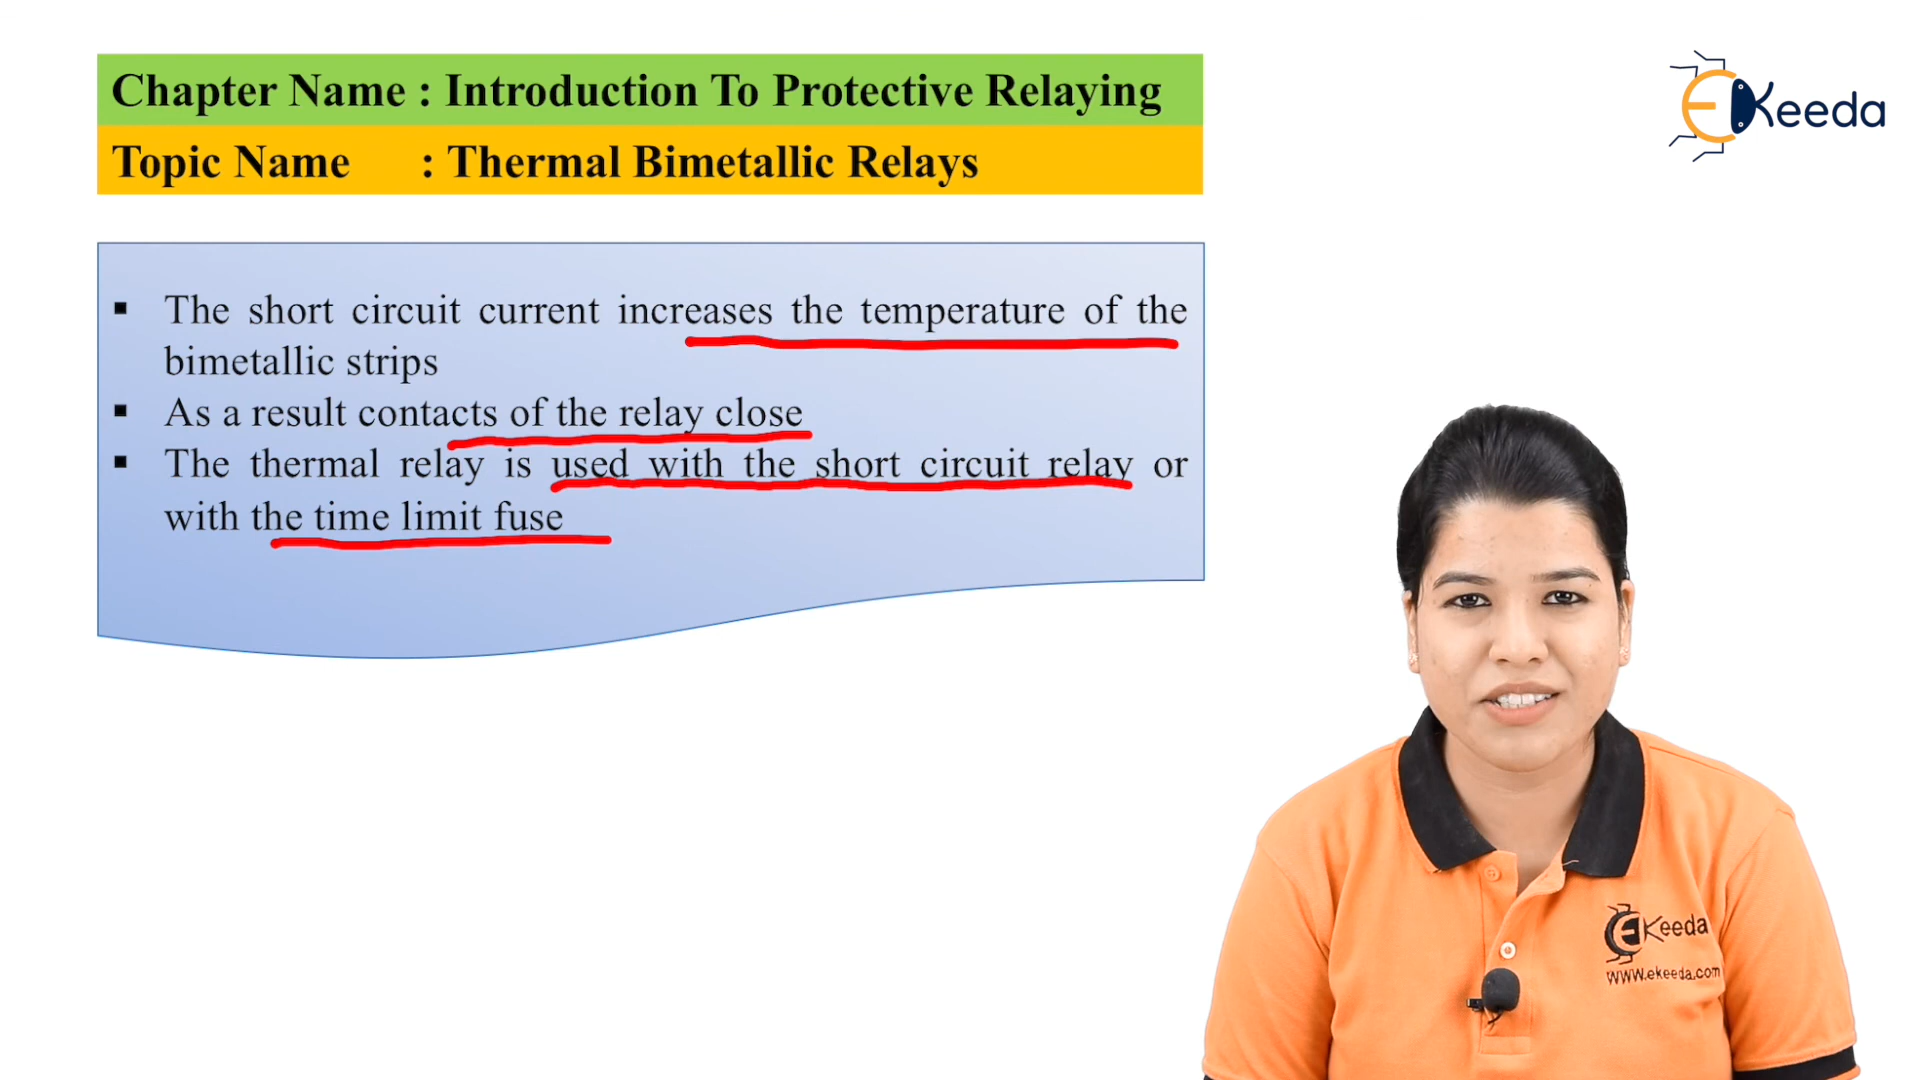 Chapter Name : Introduction To Protective Relaying
Topic Name : Thermal Bimetallic Relays
EKeeda
▪ The short circuit current increases the temperature of the
bimetallic strips
▪ As a result contacts of the relay close
▪ The thermal relay is used with the short circuit relay or
with the time limit fuse
EKeeda
www.ekeeda.com